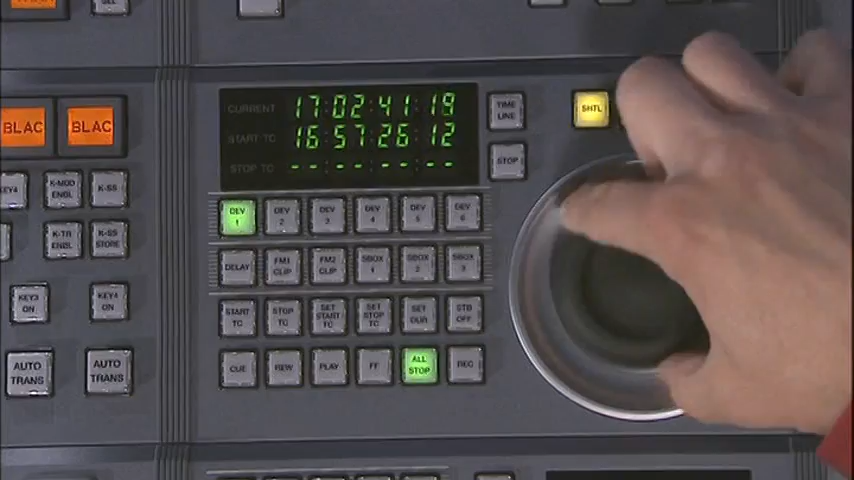 CURRENT 17:02:41:19
START TC 16:57:26:12
STOP TC --:--:--:--
TIME LINE
STOP
SHTL
BLAC
BLAC
KEY4
K-MOD ENBL
K-SS
K-TR ENBL
K-SS STORE
KEY3 ON
KEY4 ON
AUTO TRANS
AUTO TRANS
DEV 1
DEV 2
DEV 3
DEV 4
DEV 5
DEV 6
DELAY
FM1 CLIP
FM2 CLIP
SBOX 1
SBOX 2
SBOX 3
START TC
STOP TC
SET START TC
SET STOP TC
SET DUR
STB OFF
CUE
REW
PLAY
FF
ALL STOP
REC